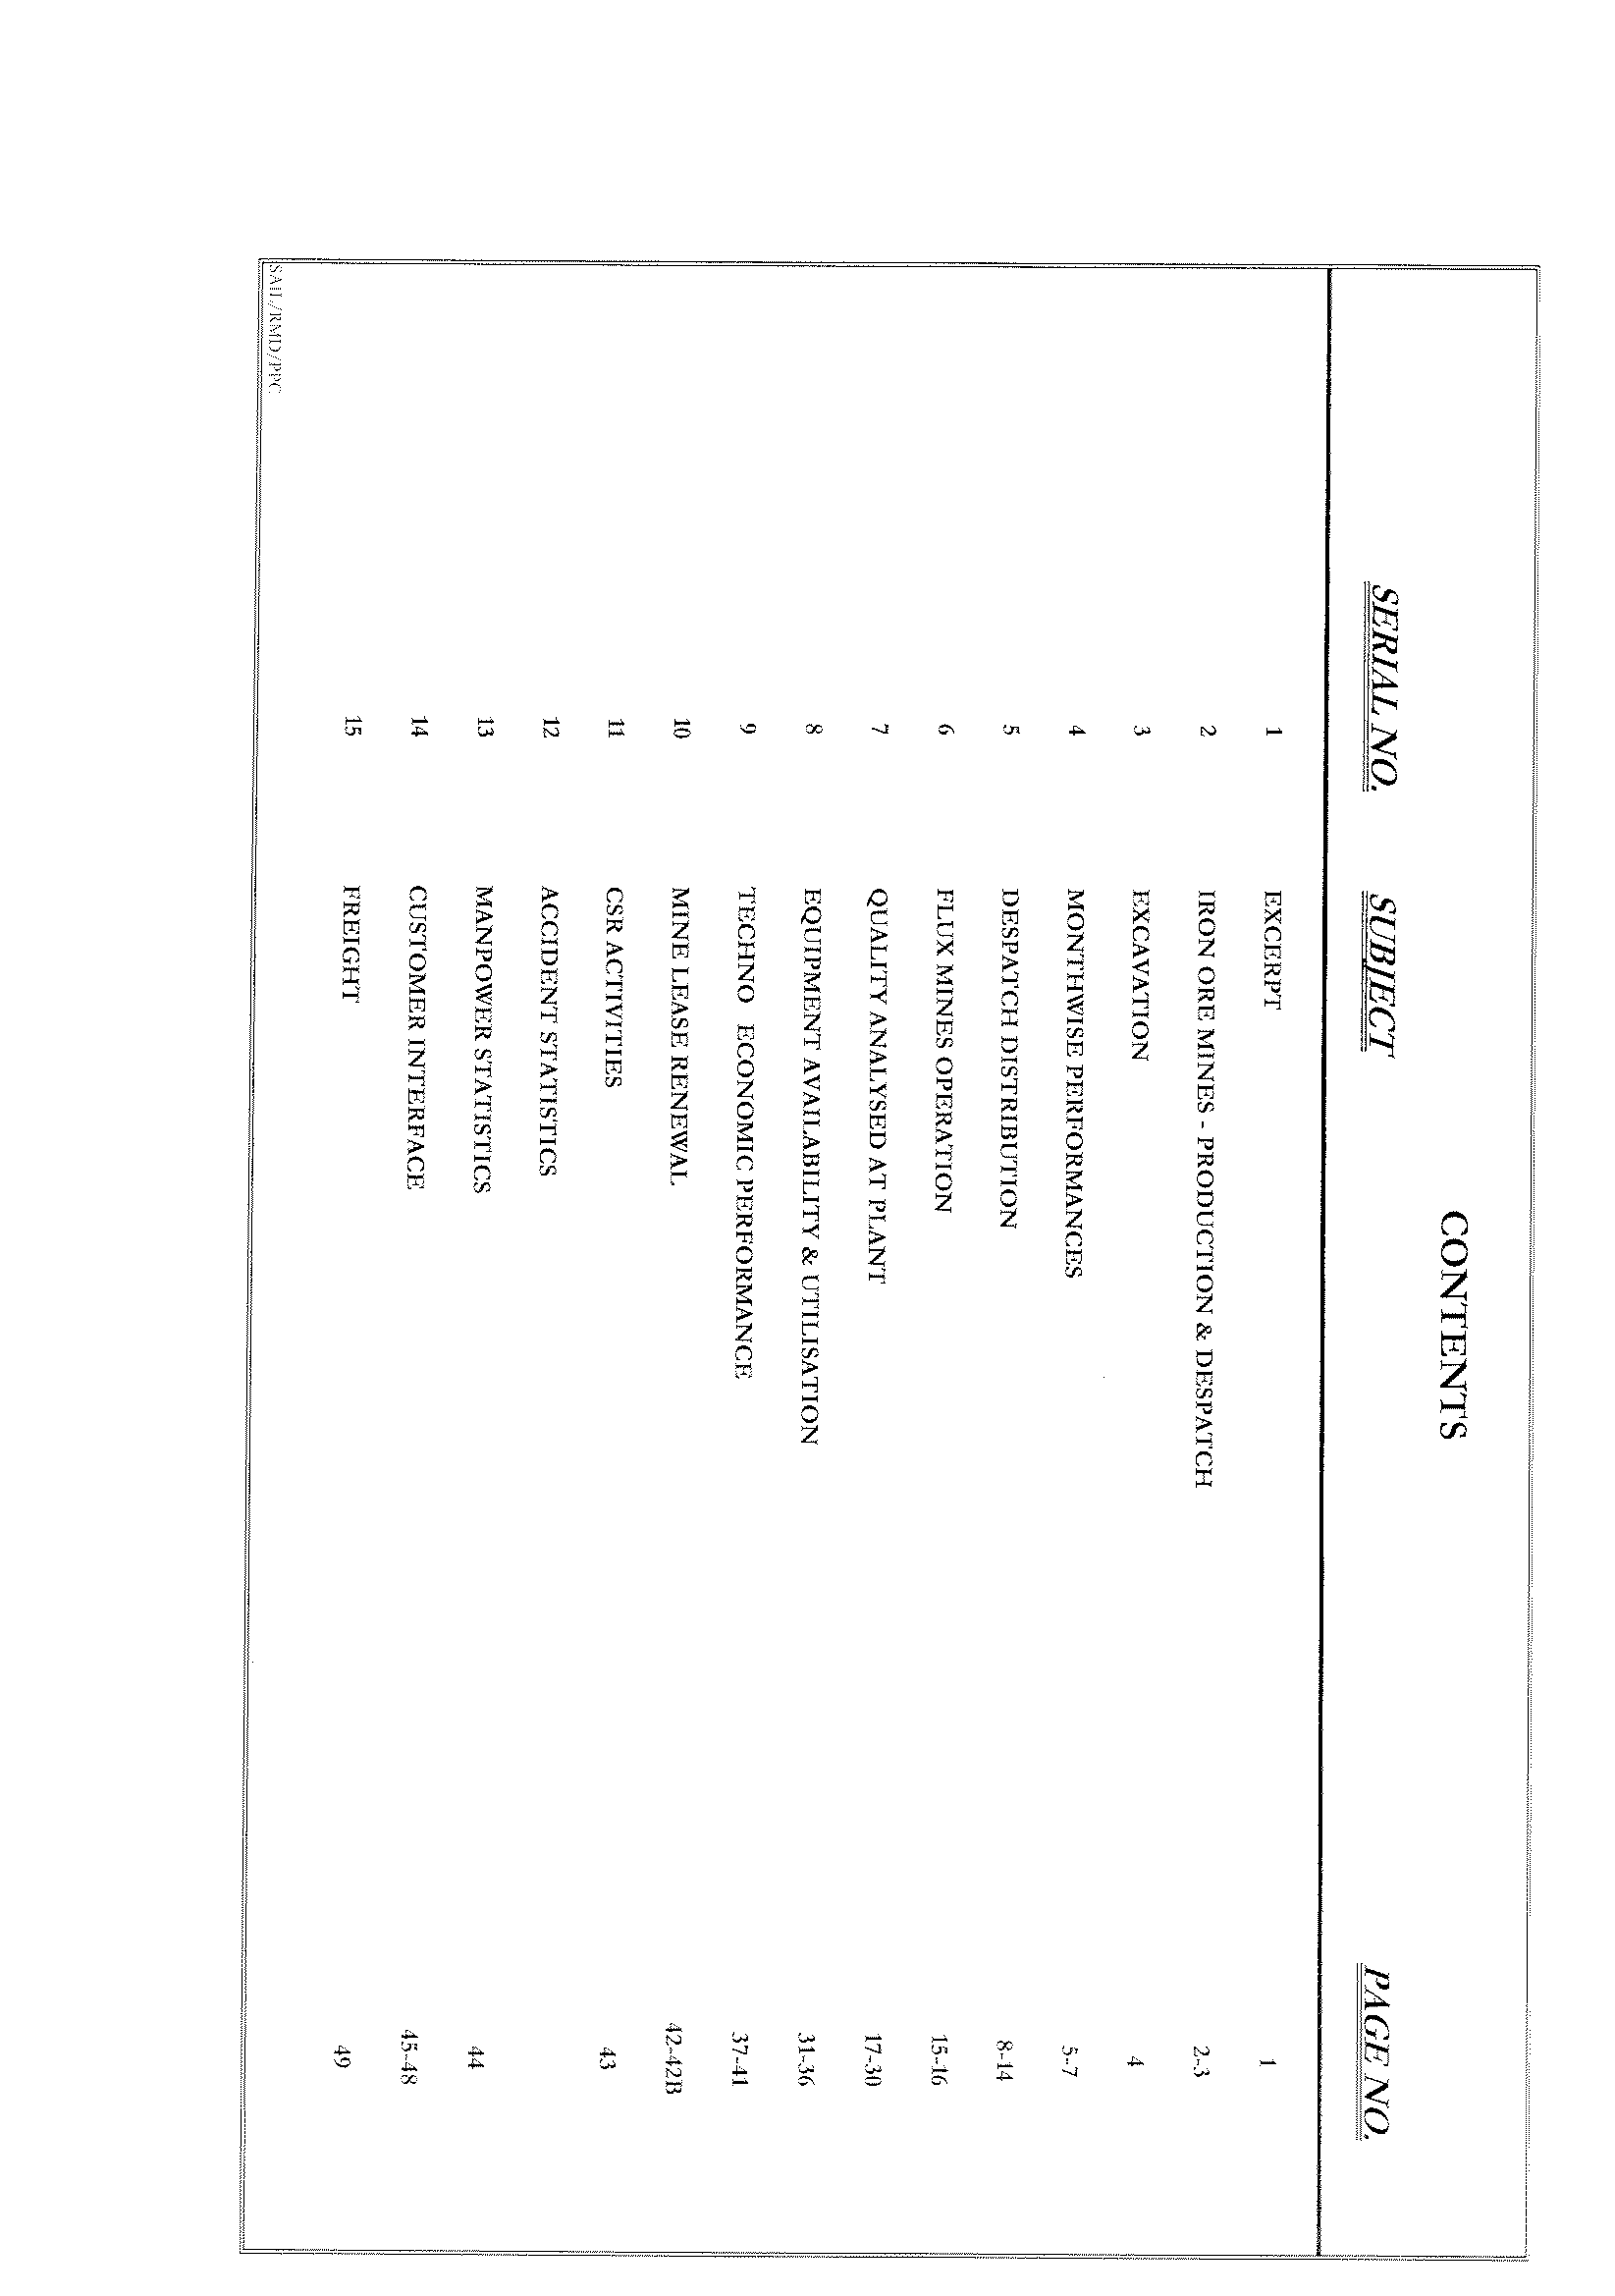 CONTENTS
SERIAL NO. SUBJECT PAGE NO.
1 EXCERPT 1
2 IRON ORE MINES - PRODUCTION & DESPATCH 2-3
3 EXCAVATION 4
4 MONTHWISE PERFORMANCES 5-7
5 DESPATCH DISTRIBUTION 8-14
6 FLUX MINES OPERATION 15-16
7 QUALITY ANALYSED AT PLANT 17-30
8 EQUIPMENT AVAILABILITY & UTILISATION 31-36
9 TECHNO ECONOMIC PERFORMANCE 37-41
10 MINE LEASE RENEWAL 42-42B
11 CSR ACTIVITIES 43
12 ACCIDENT STATISTICS
13 MANPOWER STATISTICS 44
14 CUSTOMER INTERFACE 45-48
15 FREIGHT 49
SAIL/RMD/PPC